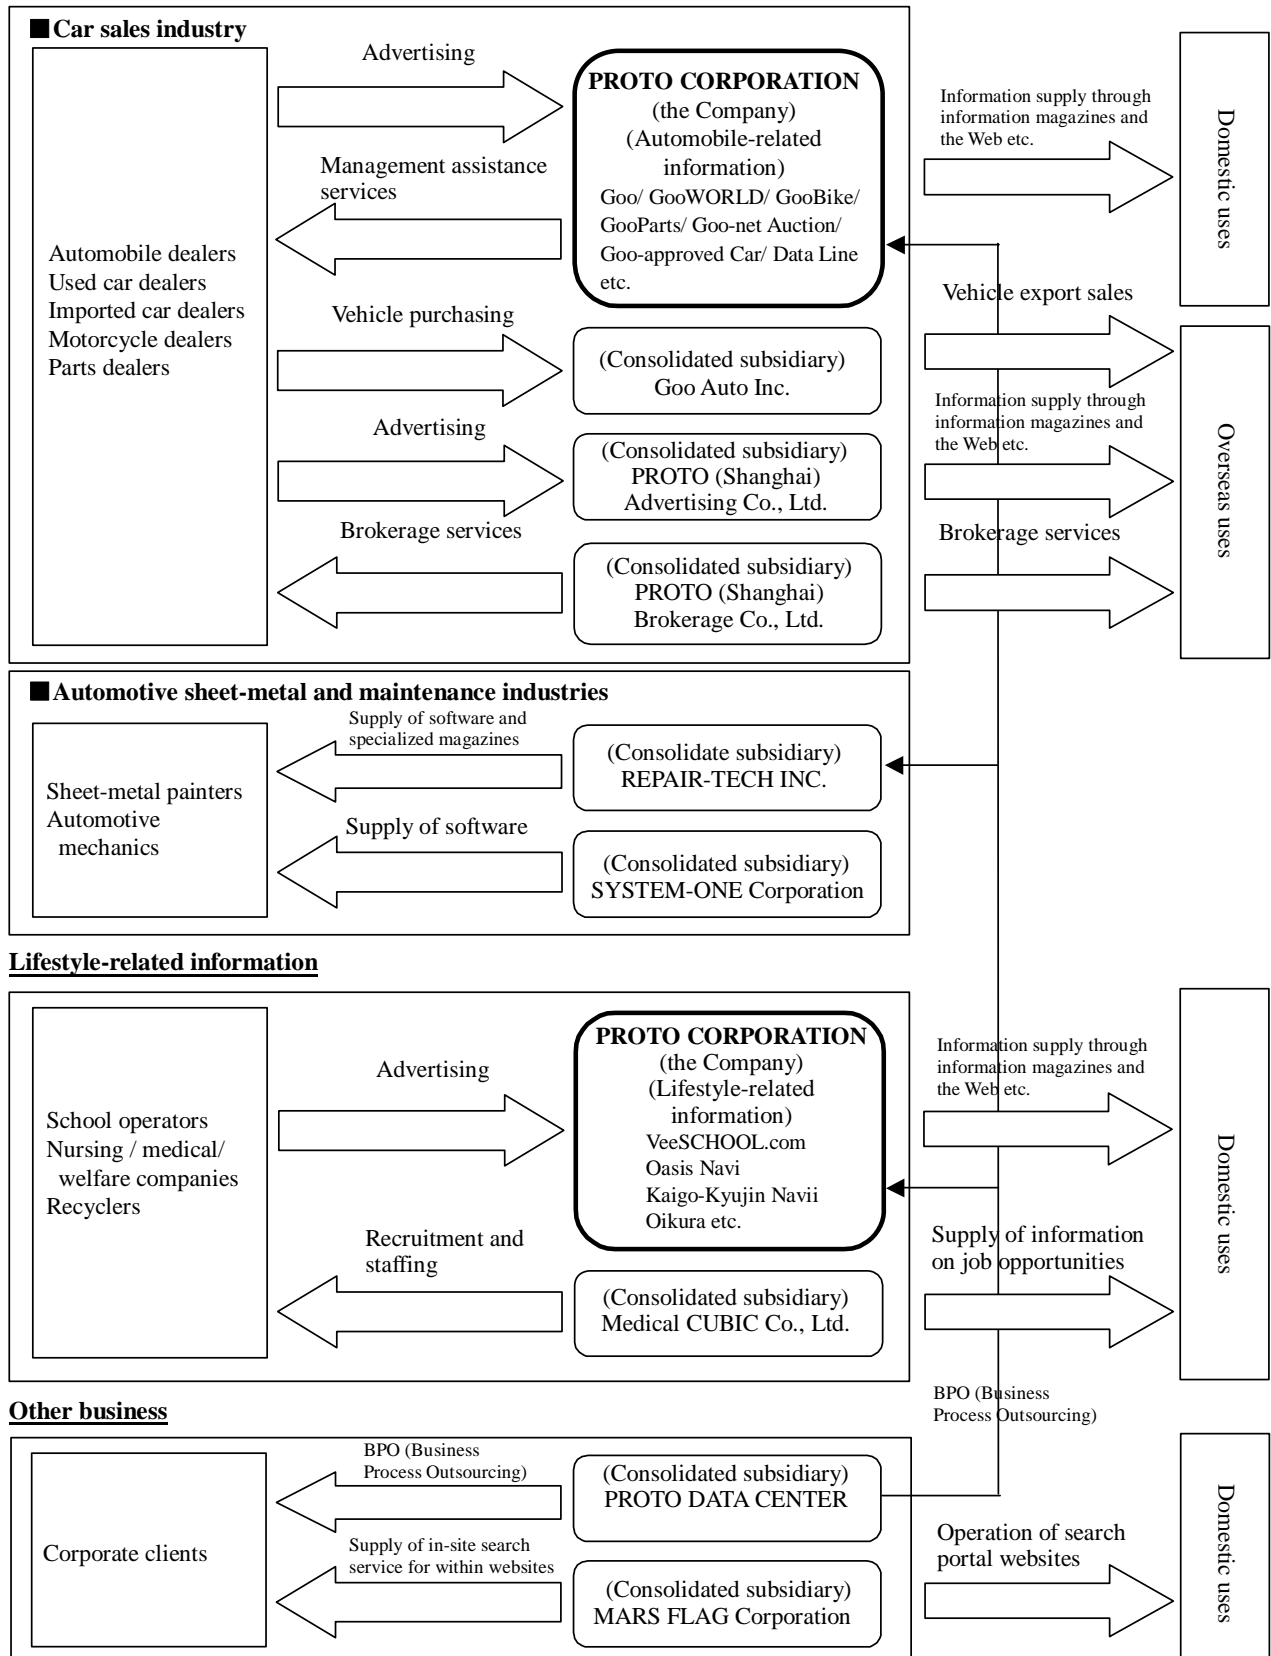 ■Car sales industry
Automobile dealers
Used car dealers
Imported car dealers
Motorcycle dealers
Parts dealers
Advertising
Management assistance
services
Vehicle purchasing
Advertising
Brokerage services
PROTO CORPORATION
(the Company)
(Automobile-related
information)
Goo/ GooWORLD/ GooBike/
GooParts/ Goo-net Auction/
Goo-approved Car/ Data Line
etc.
(Consolidated subsidiary)
Goo Auto Inc.
(Consolidated subsidiary)
PROTO (Shanghai)
Advertising Co., Ltd.
(Consolidated subsidiary)
PROTO (Shanghai)
Brokerage Co., Ltd.
Information supply through
information magazines and
the Web etc.
Vehicle export sales
Information supply through
information magazines and
the Web etc.
Brokerage services
Domestic uses
Overseas uses
■Automotive sheet-metal and maintenance industries
Sheet-metal painters
Automotive
mechanics
Supply of software and
specialized magazines
Supply of software
(Consolidate subsidiary)
REPAIR-TECH INC.
(Consolidated subsidiary)
SYSTEM-ONE Corporation
Lifestyle-related information
School operators
Nursing / medical/
welfare companies
Recyclers
Advertising
Recruitment and
staffing
PROTO CORPORATION
(the Company)
(Lifestyle-related
information)
VeeSCHOOL.com
Oasis Navi
Kaigo-Kyujin Navii
Oikura etc.
(Consolidated subsidiary)
Medical CUBIC Co., Ltd.
Information supply through
information magazines and
the Web etc.
Supply of information
on job opportunities
Domestic uses
BPO (Business
Process Outsourcing)
Other business
Corporate clients
BPO (Business
Process Outsourcing)
Supply of in-site search
service for within websites
(Consolidated subsidiary)
PROTO DATA CENTER
(Consolidated subsidiary)
MARS FLAG Corporation
Operation of search
portal websites
Domestic uses